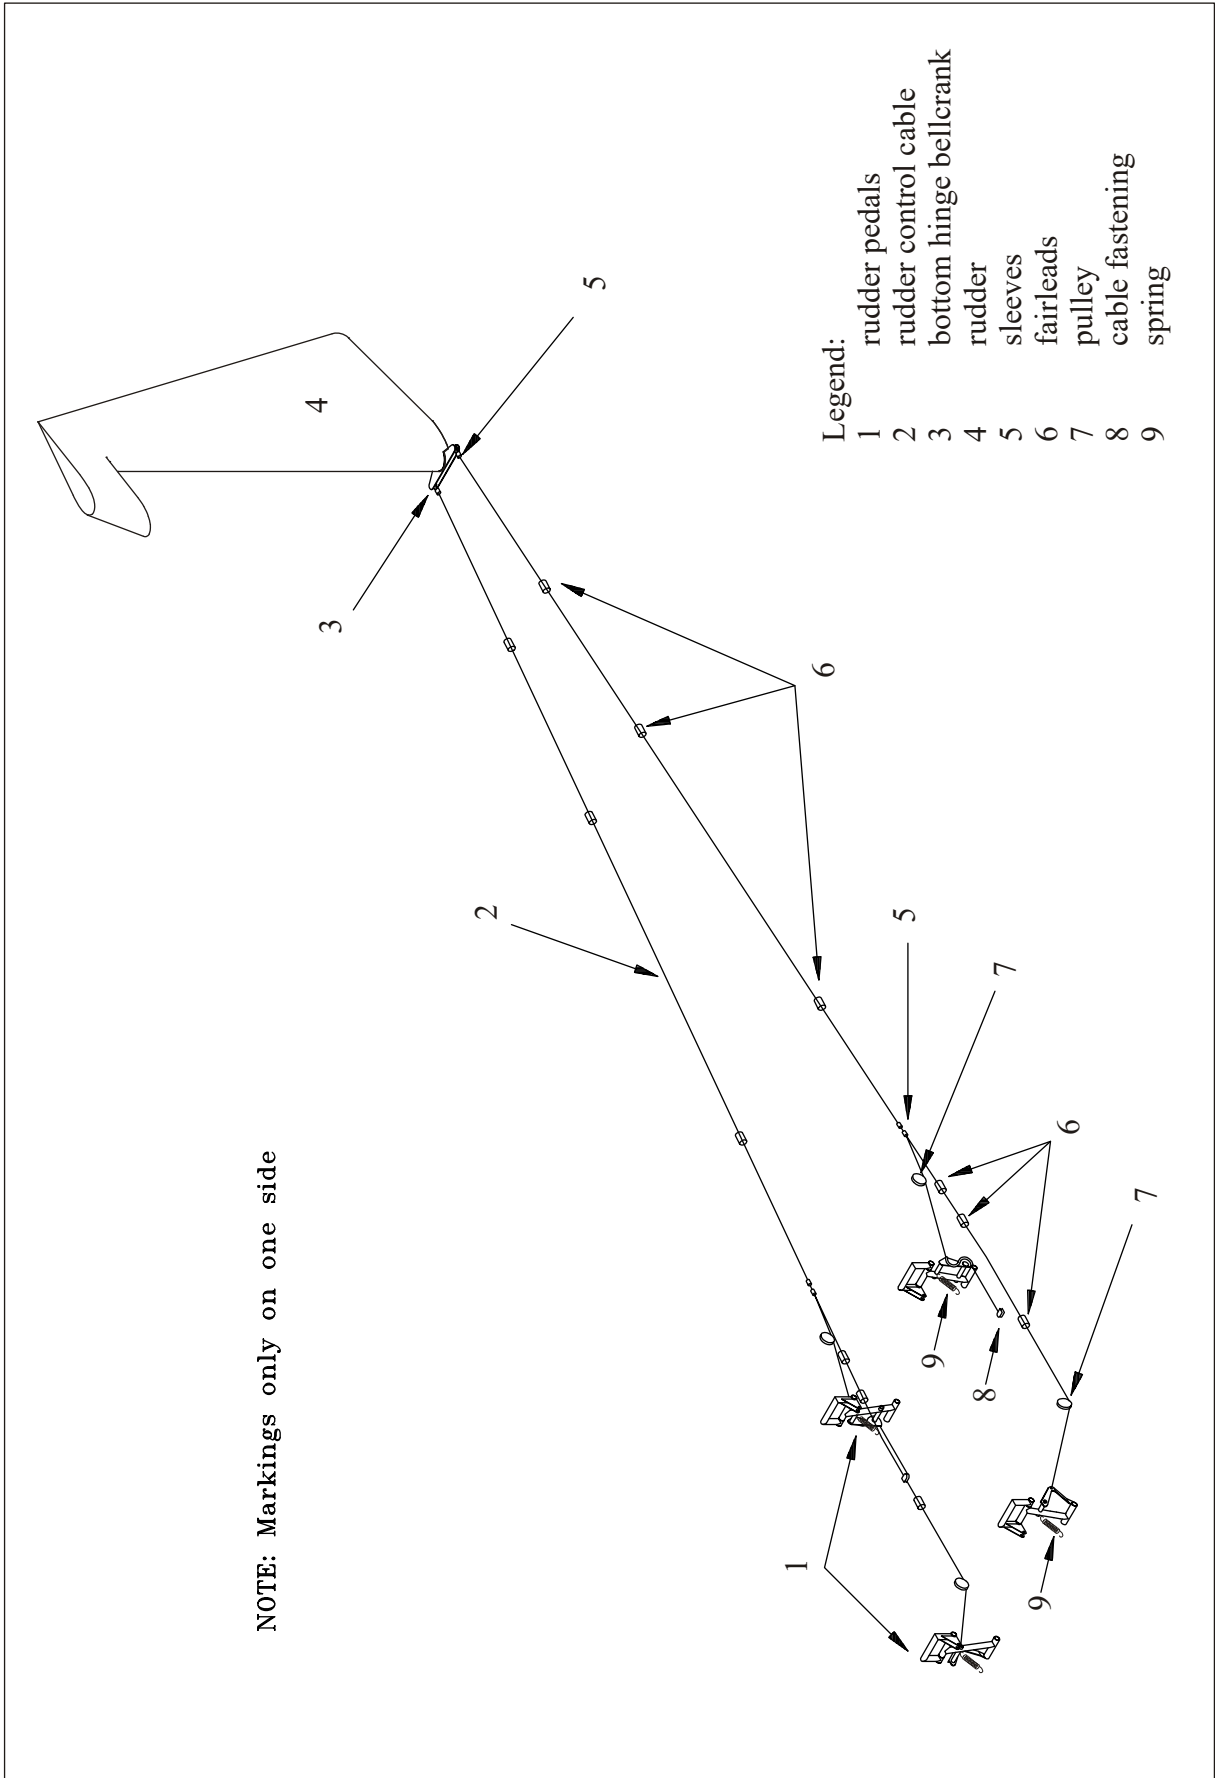 NOTE: Markings only on one side
4
3
2
5
1
6
5
9
8
7
9
6
7
Legend:
1 rudder pedals
2 rudder control cable
3 bottom hinge bellcrank
4 rudder
5 sleeves
6 fairleads
7 pulley
8 cable fastening
9 spring